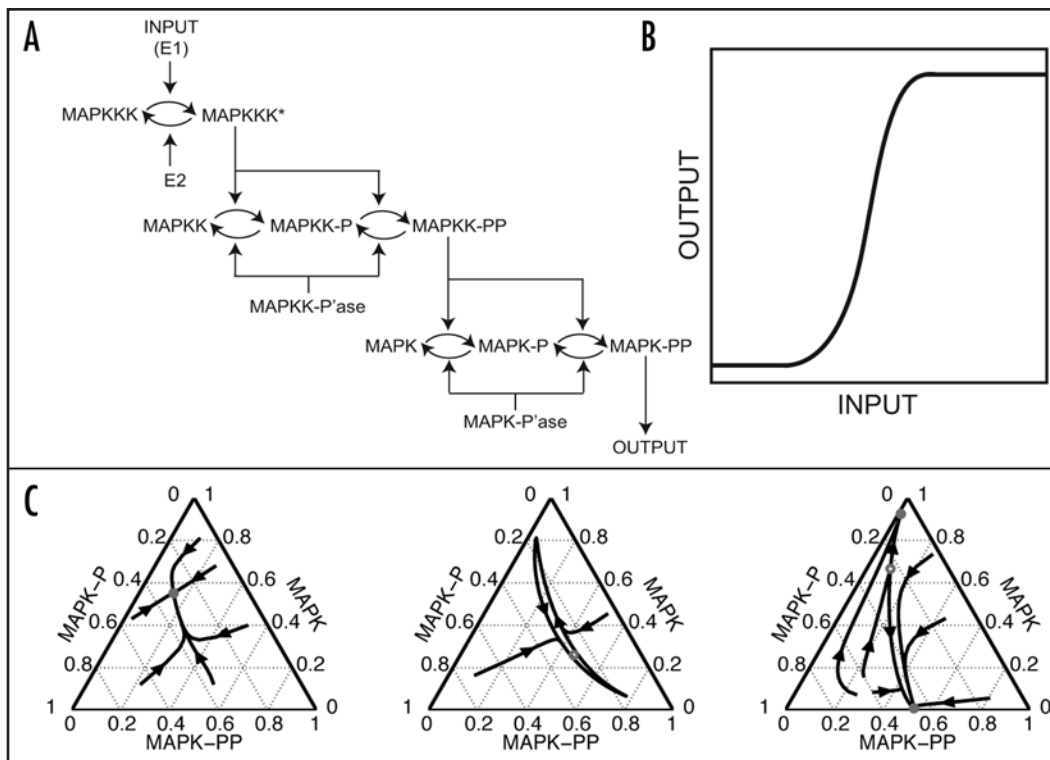 A
INPUT
(E1)
MAPKKK MAPKKK*
E2
MAPKK MAPKK-P MAPKK-PP
MAPKK-P'ase
MAPK MAPK-P MAPK-PP
MAPK-P'ase
OUTPUT
B
OUTPUT
INPUT
C
0 1
0.2 0.8
0.4 0.6
0.6 0.4
0.8 0.2
1 0
0 0.2 0.4 0.6 0.8 1
MAPK-P
MAPK
MAPK-PP
0 1
0.2 0.8
0.4 0.6
0.6 0.4
0.8 0.2
1 0
0 0.2 0.4 0.6 0.8 1
MAPK-P
MAPK
MAPK-PP
0 1
0.2 0.8
0.4 0.6
0.6 0.4
0.8 0.2
1 0
0 0.2 0.4 0.6 0.8 1
MAPK-P
MAPK
MAPK-PP